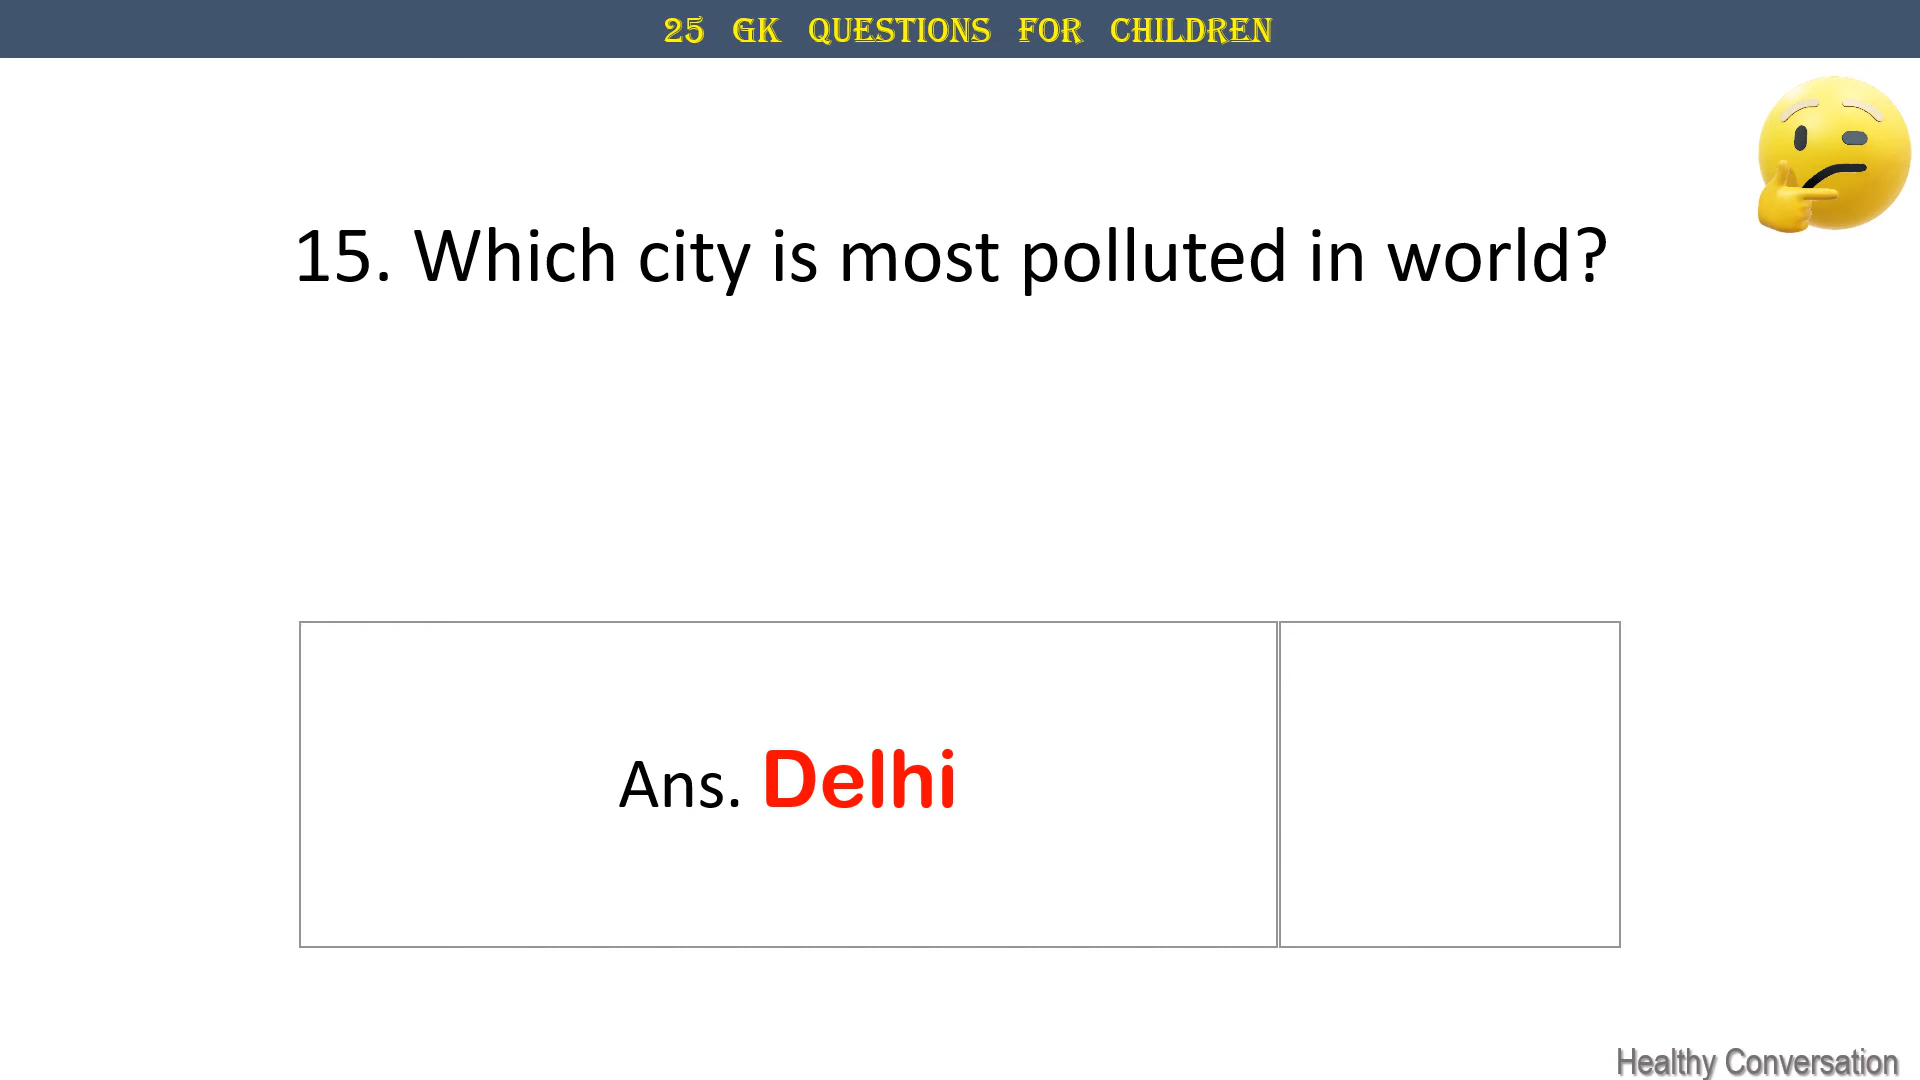 25 GK QUESTIONS FOR CHILDREN
15. Which city is most polluted in world?
Ans. Delhi
Healthy Conversation